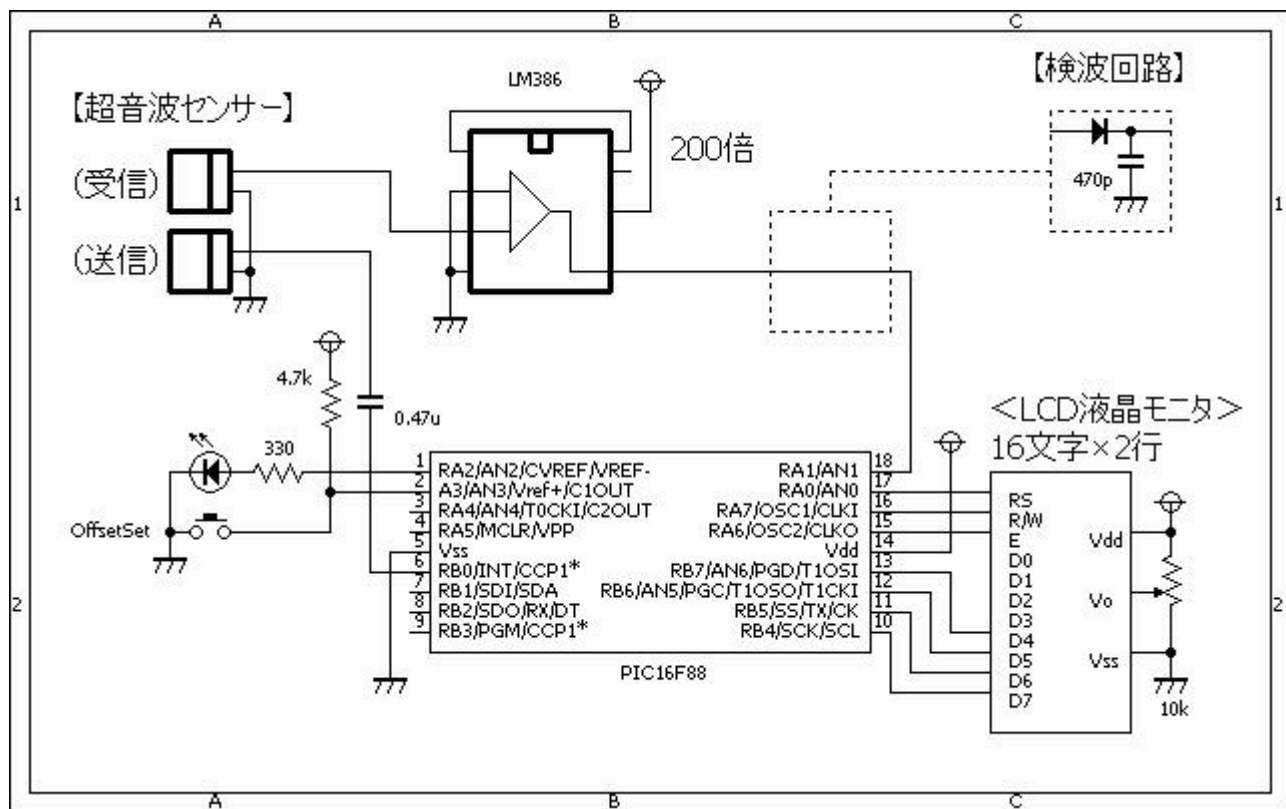 A B C
LM386
【検波回路】
【超音波センサー】
200倍
(受信)
470p
1 1
(送信)
4.7k
0.47u
<LCD液晶モニタ>
16文字×2行
330
1 RA2/AN2/CVREF/VREF- RA1/AN1 18
2 A3/AN3/Vref+/C1OUT RA0/AN0 17
3 RA4/AN4/T0CKI/C2OUT RA7/OSC1/CLKI 16
4 RA5/MCLR/VPP RA6/OSC2/CLKO 15
5 Vss Vdd 14
6 RB0/INT/CCP1* RB7/AN6/PGD/T1OSI 13
7 RB1/SDI/SDA RB6/AN5/PGC/T1OSO/T1CKI 12
8 RB2/SDO/RX/DT RB5/SS/TX/CK 11
9 RB3/PGM/CCP1* RB4/SCK/SCL 10
PIC16F88
OffsetSet
RS
R/W
E
D0
D1
D2
D3
D4
D5
D6
D7
Vdd
Vo
Vss
10k
2 2
A B C